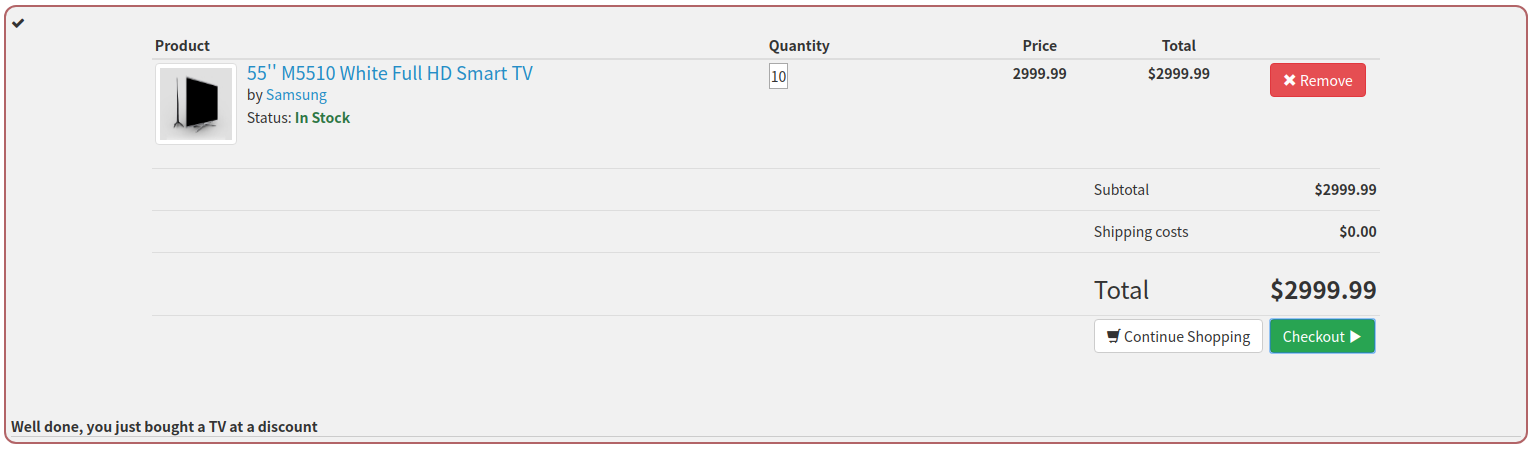 Product Quantity Price Total
55'' M5510 White Full HD Smart TV 10 2999.99 $2999.99 Remove
by Samsung
Status: In Stock
Subtotal $2999.99
Shipping costs $0.00
Total $2999.99
Continue Shopping Checkout
Well done, you just bought a TV at a discount